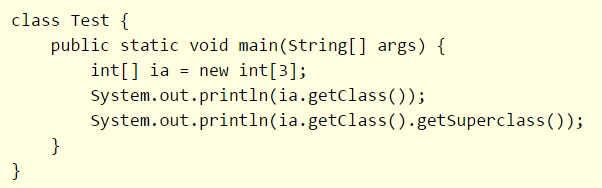 class Test {
    public static void main(String[] args) {
        int[] ia = new int[3];
        System.out.println(ia.getClass());
        System.out.println(ia.getClass().getSuperclass());
    }
}